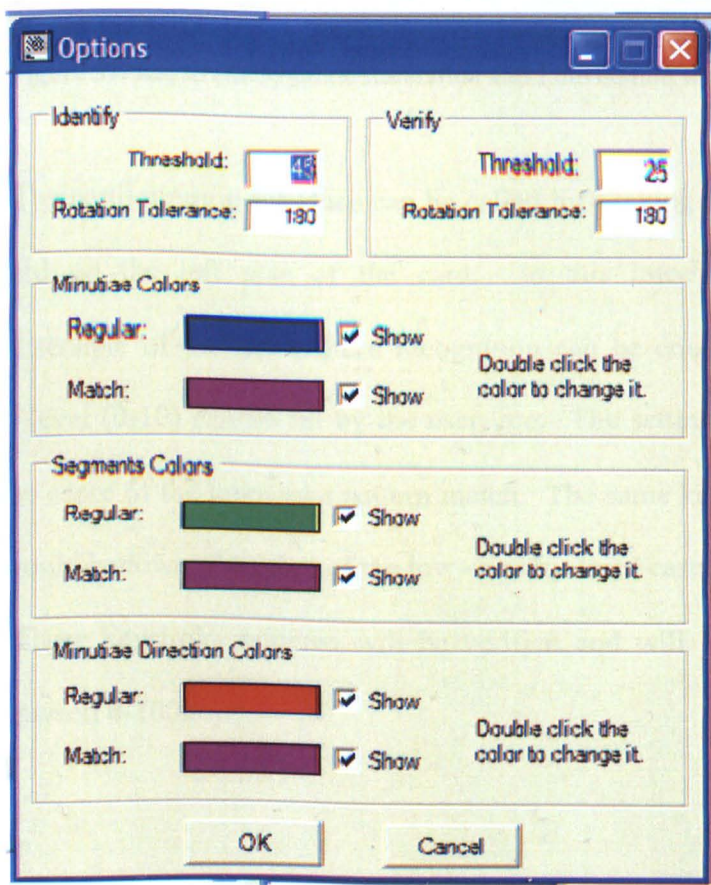 Options
Identify
Threshold: 45
Rotation Tolerance: 180
Verify
Threshold: 25
Rotation Tolerance: 180
Minutiae Colors
Regular: Show
Match: Show
Double click the
color to change it.
Segments Colors
Regular: Show
Match: Show
Double click the
color to change it.
Minutiae Direction Colors
Regular: Show
Match: Show
Double click the
color to change it.
OK Cancel